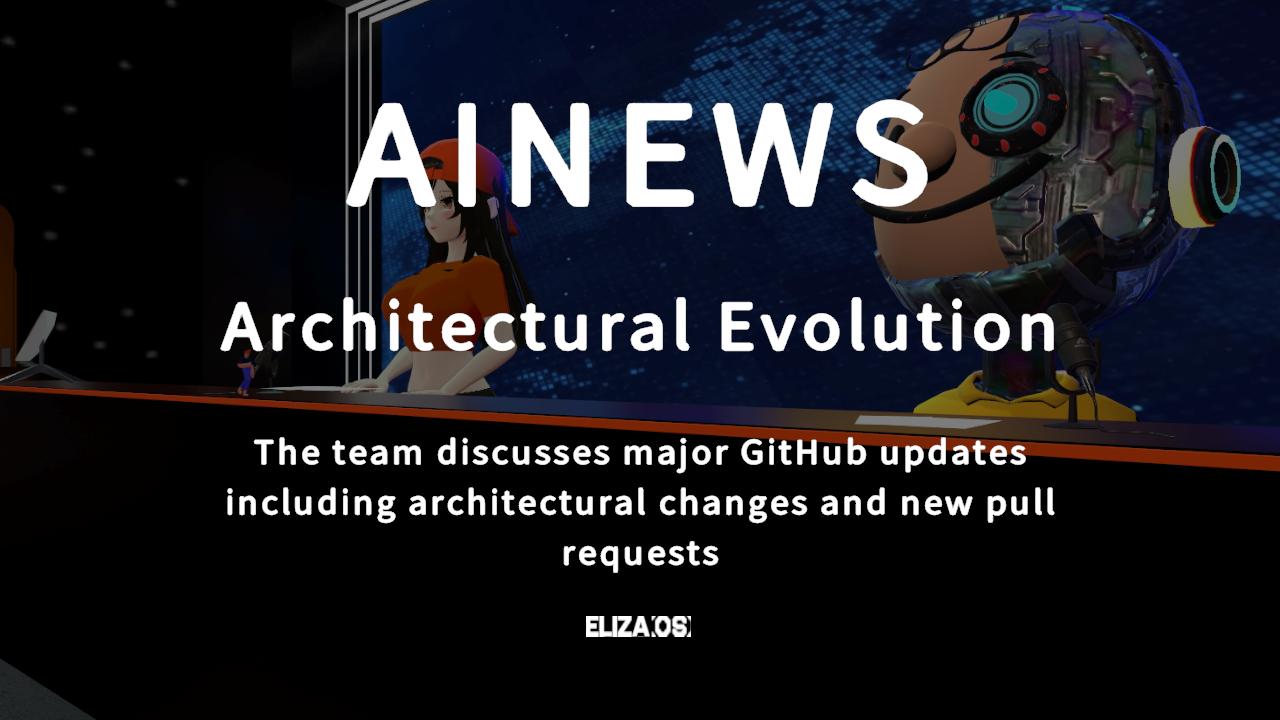 AINEWS
Architectural Evolution
The team discusses major GitHub updates
including architectural changes and new pull
requests
ELIZA OS